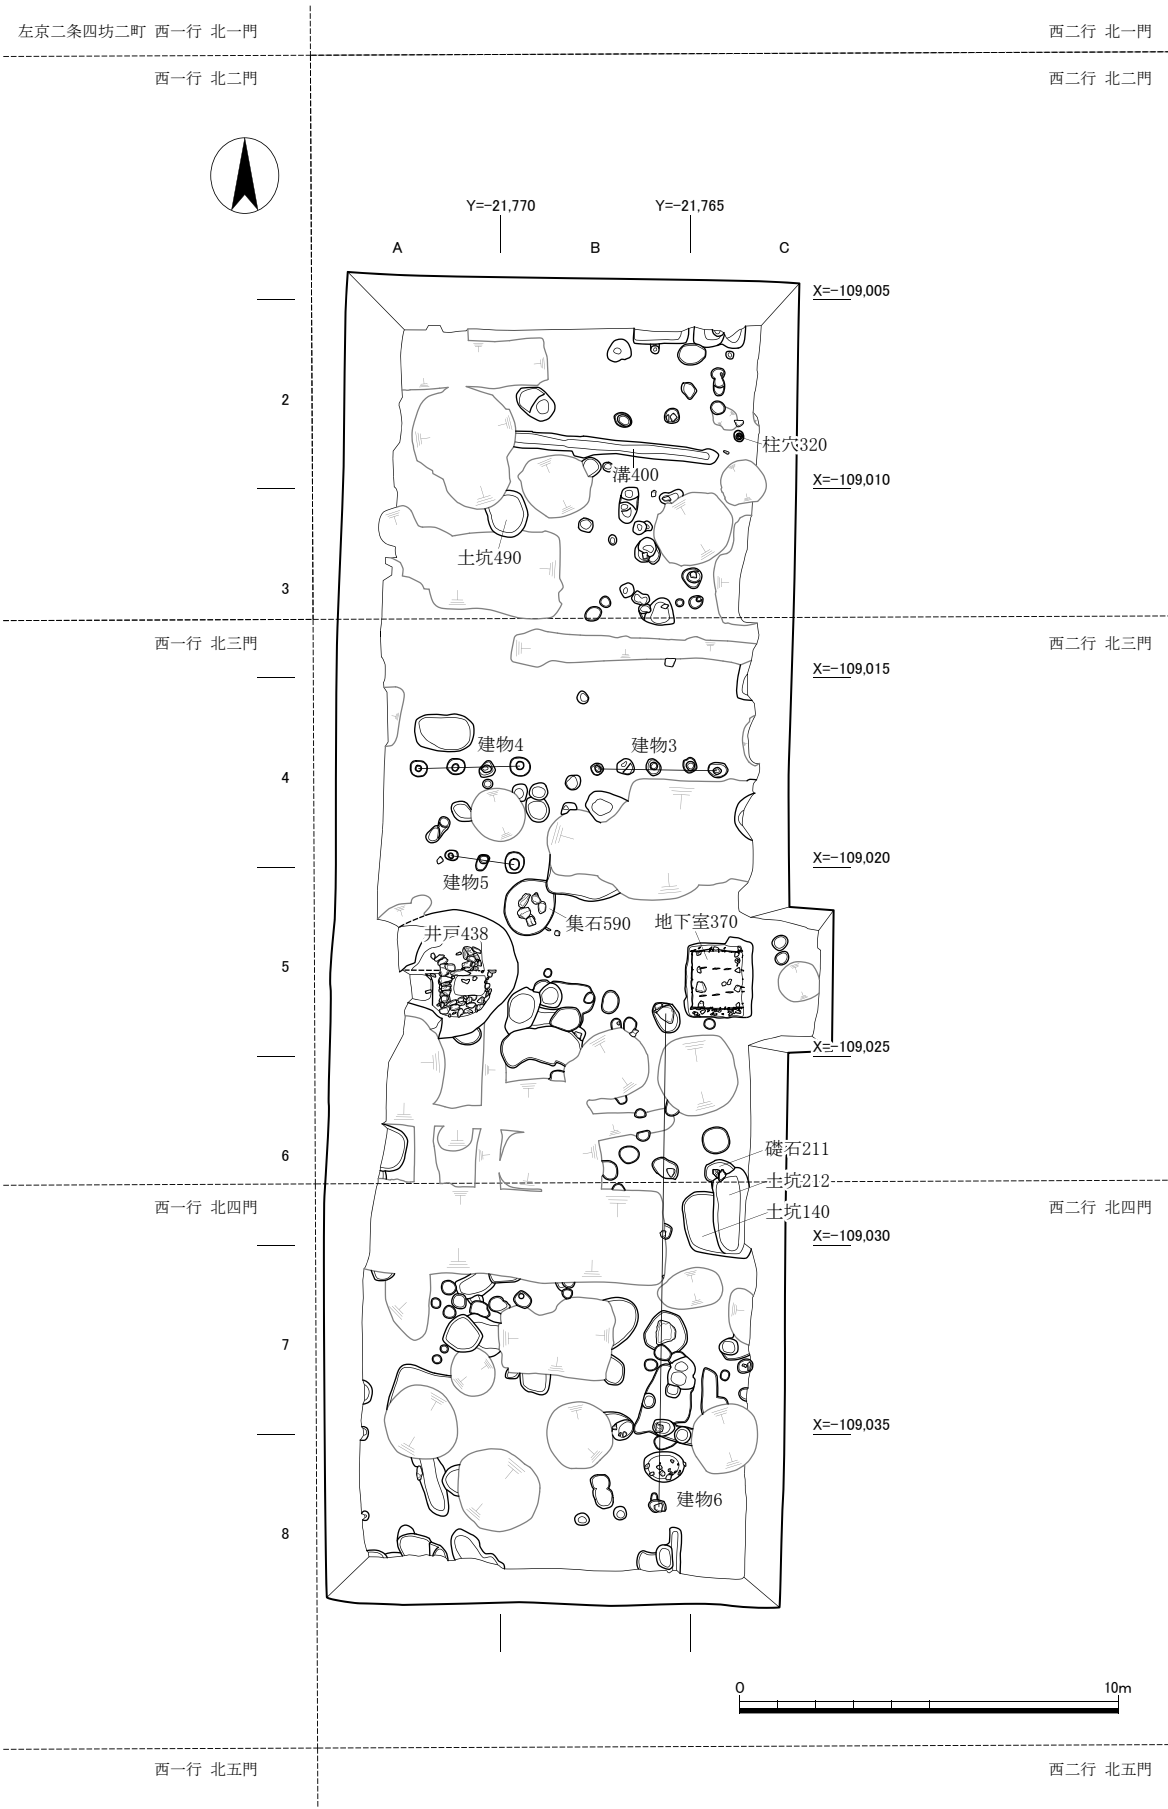 左京二条四坊二町 西一行 北一門
西二行 北一門
西一行 北二門
西二行 北二門
Y=-21,770
Y=-21,765
A
B
C
X=-109,005
2
柱穴320
溝400
X=-109,010
土坑490
3
西一行 北三門
西二行 北三門
X=-109,015
建物4
建物3
4
X=-109,020
建物5
集石590
地下室370
井戸438
5
X=-109,025
礎石211
6
土坑212
西一行 北四門
土坑140
西二行 北四門
X=-109,030
7
X=-109,035
建物6
8
0
10m
西一行 北五門
西二行 北五門